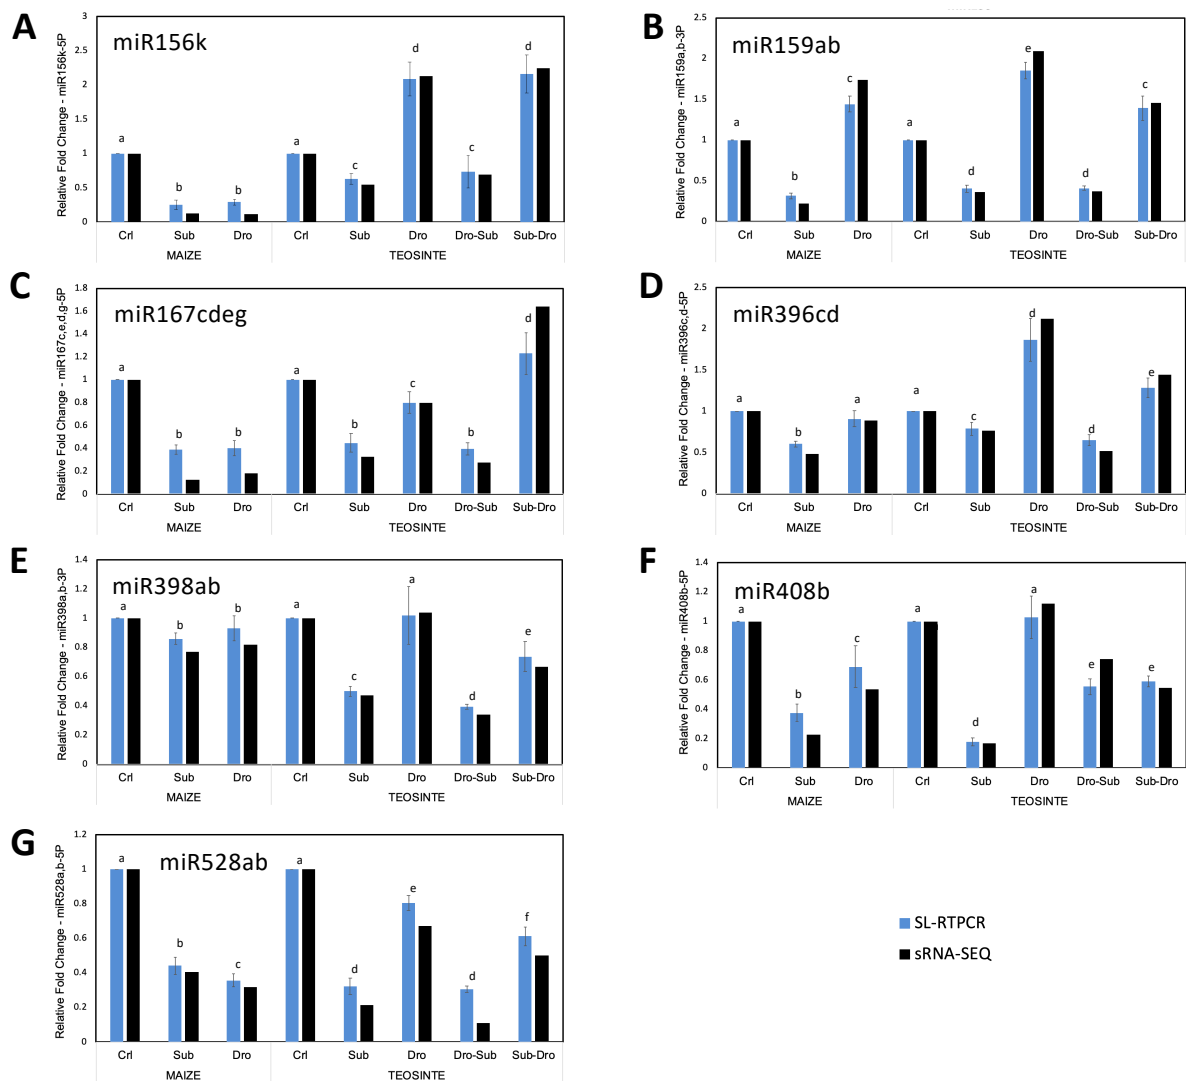 A
miR156k
Relative Fold Change - miR156k-5P
3
2.5
2
1.5
1
0.5
0
a
b
b
a
c
d
c
d
Crl Sub Dro Crl Sub Dro Dro-Sub Sub-Dro
MAIZE TEOSINTE
B
miR159ab
Relative Fold Change - miR159a,b-3P
2.5
2
1.5
1
0.5
0
a
b
c
a
d
e
d
c
Crl Sub Dro Crl Sub Dro Dro-Sub Sub-Dro
MAIZE TEOSINTE
C
miR167cdeg
Relative Fold Change - miR167c,e,d,g-5P
1.8
1.6
1.4
1.2
1
0.8
0.6
0.4
0.2
0
a
b
b
a
b
c
b
d
Crl Sub Dro Crl Sub Dro Dro-Sub Sub-Dro
MAIZE TEOSINTE
D
miR396cd
Relative Fold Change - miR396c,d-5P
2.5
2
1.5
1
0.5
0
a
b
a
a
c
d
d
e
Crl Sub Dro Crl Sub Dro Dro-Sub Sub-Dro
MAIZE TEOSINTE
E
miR398ab
Relative Fold Change - miR398a,b-3P
1.4
1.2
1
0.8
0.6
0.4
0.2
0
a
b
b
a
c
a
d
e
Crl Sub Dro Crl Sub Dro Dro-Sub Sub-Dro
MAIZE TEOSINTE
F
miR408b
Relative Fold Change - miR408b-5P
1.4
1.2
1
0.8
0.6
0.4
0.2
0
a
b
c
a
d
a
e
e
Crl Sub Dro Crl Sub Dro Dro-Sub Sub-Dro
MAIZE TEOSINTE
G
miR528ab
Relative Fold Change - miR528a,b-5P
1.2
1
0.8
0.6
0.4
0.2
0
a
b
c
a
d
e
d
f
Crl Sub Dro Crl Sub Dro Dro-Sub Sub-Dro
MAIZE TEOSINTE
SL-RTPCR
sRNA-SEQ